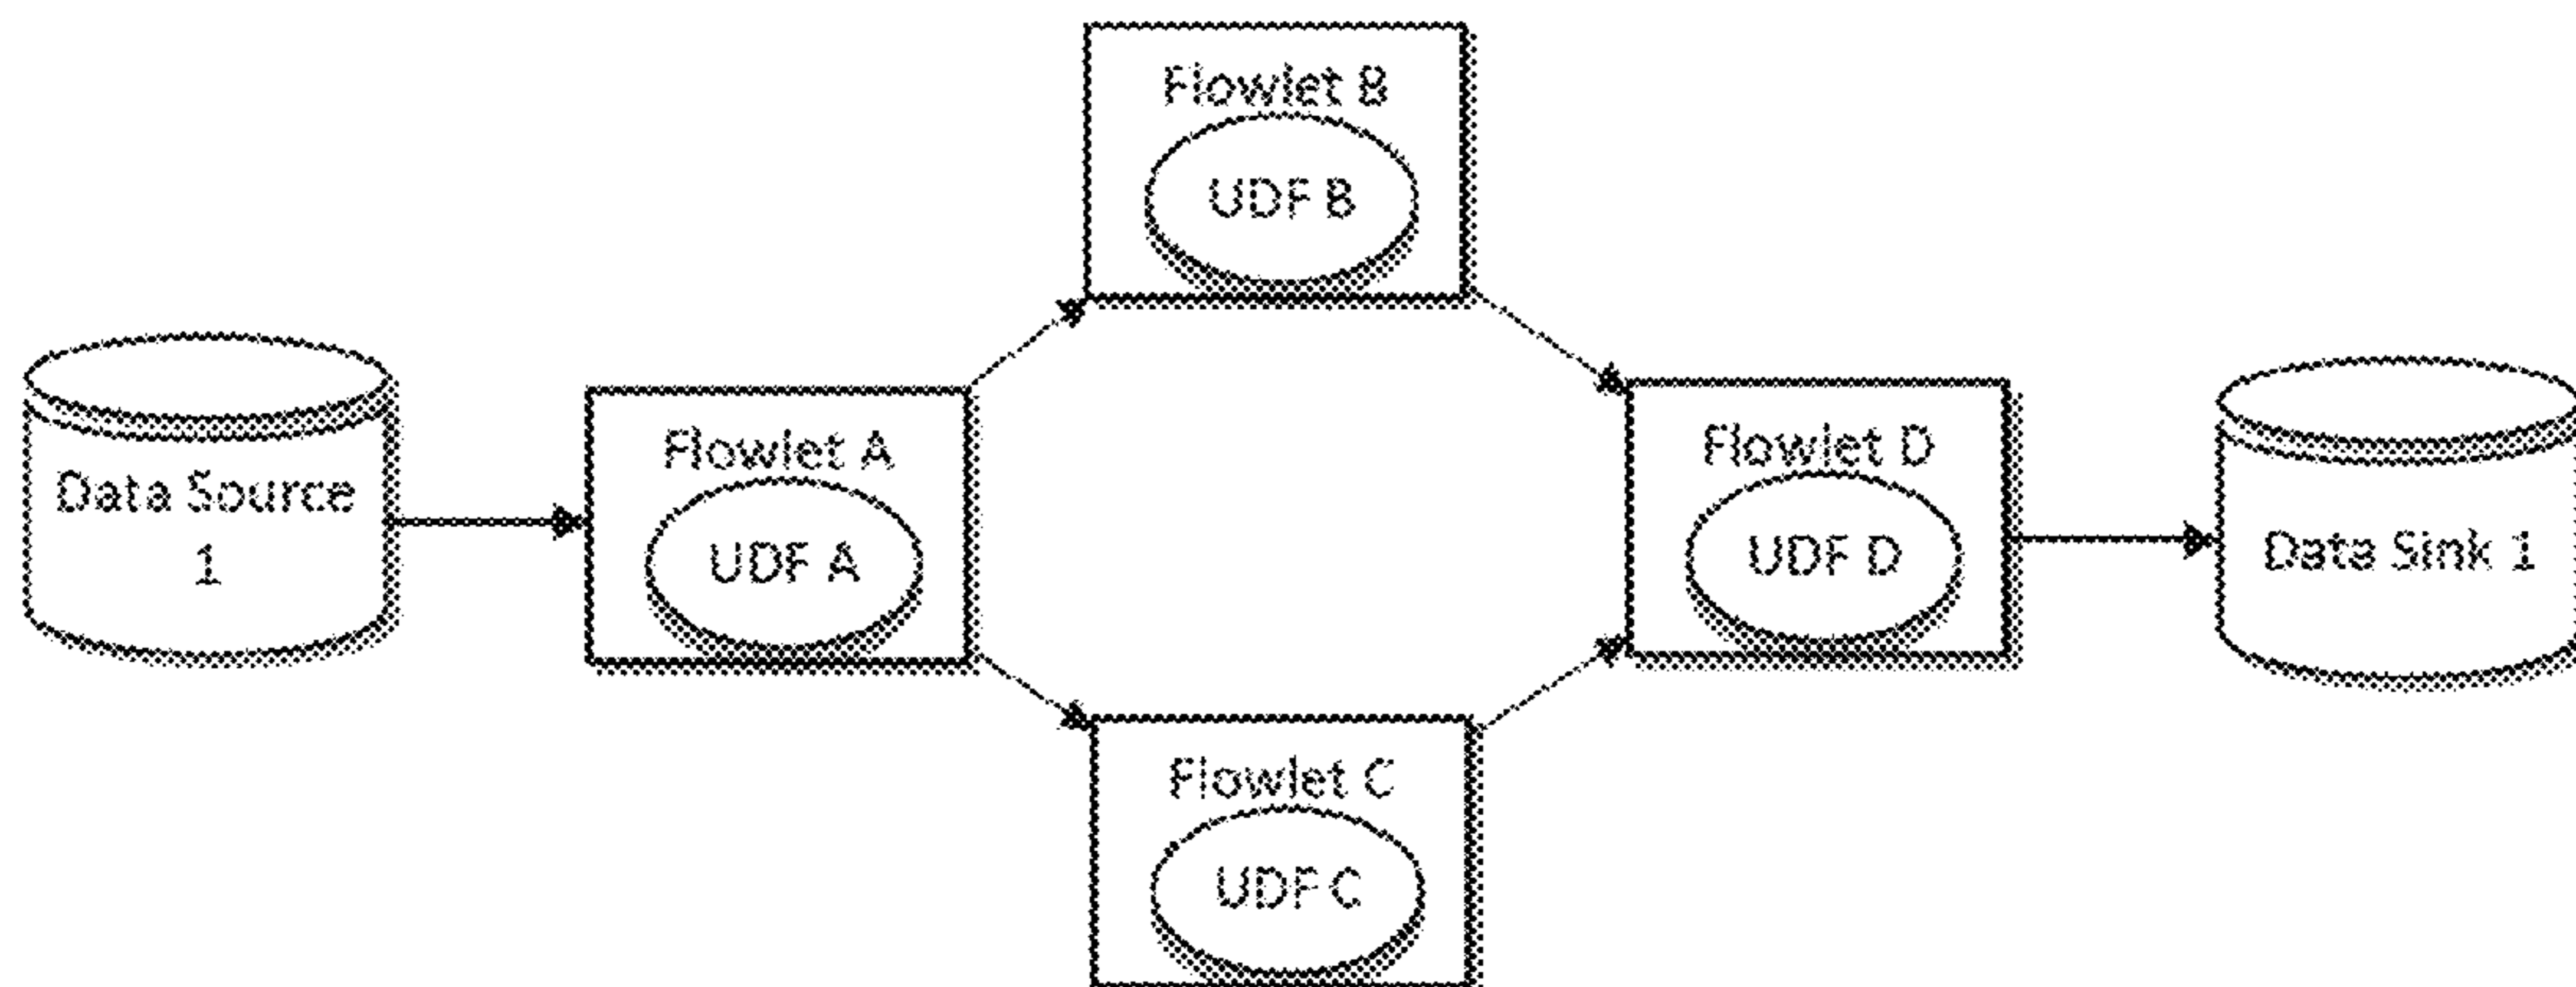 Flowlet B
UDF B
Data Source
1
Flowlet A
UDF A
Flowlet D
UDF D
Data Sink 1
Flowlet C
UDF C